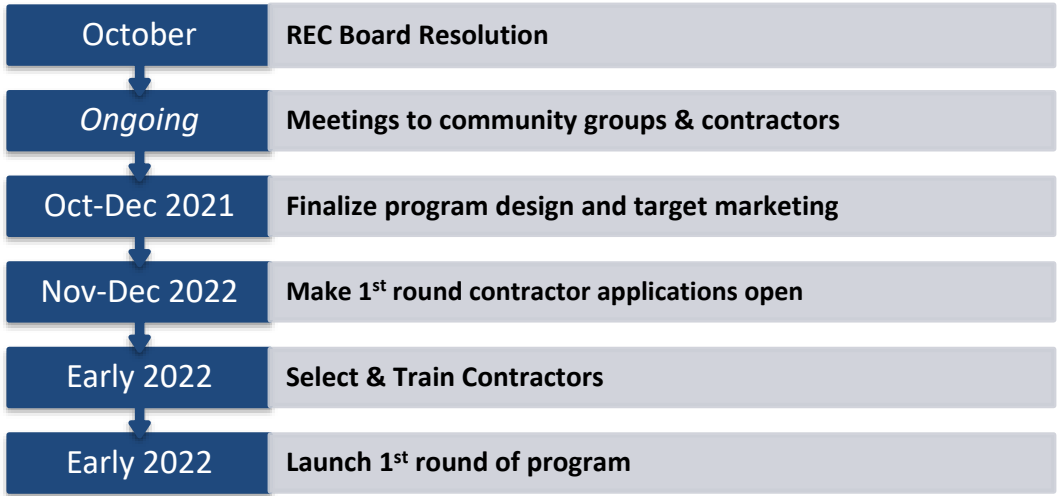 October
REC Board Resolution
Ongoing
Meetings to community groups & contractors
Oct-Dec 2021
Finalize program design and target marketing
Nov-Dec 2022
Make 1st round contractor applications open
Early 2022
Select & Train Contractors
Early 2022
Launch 1st round of program